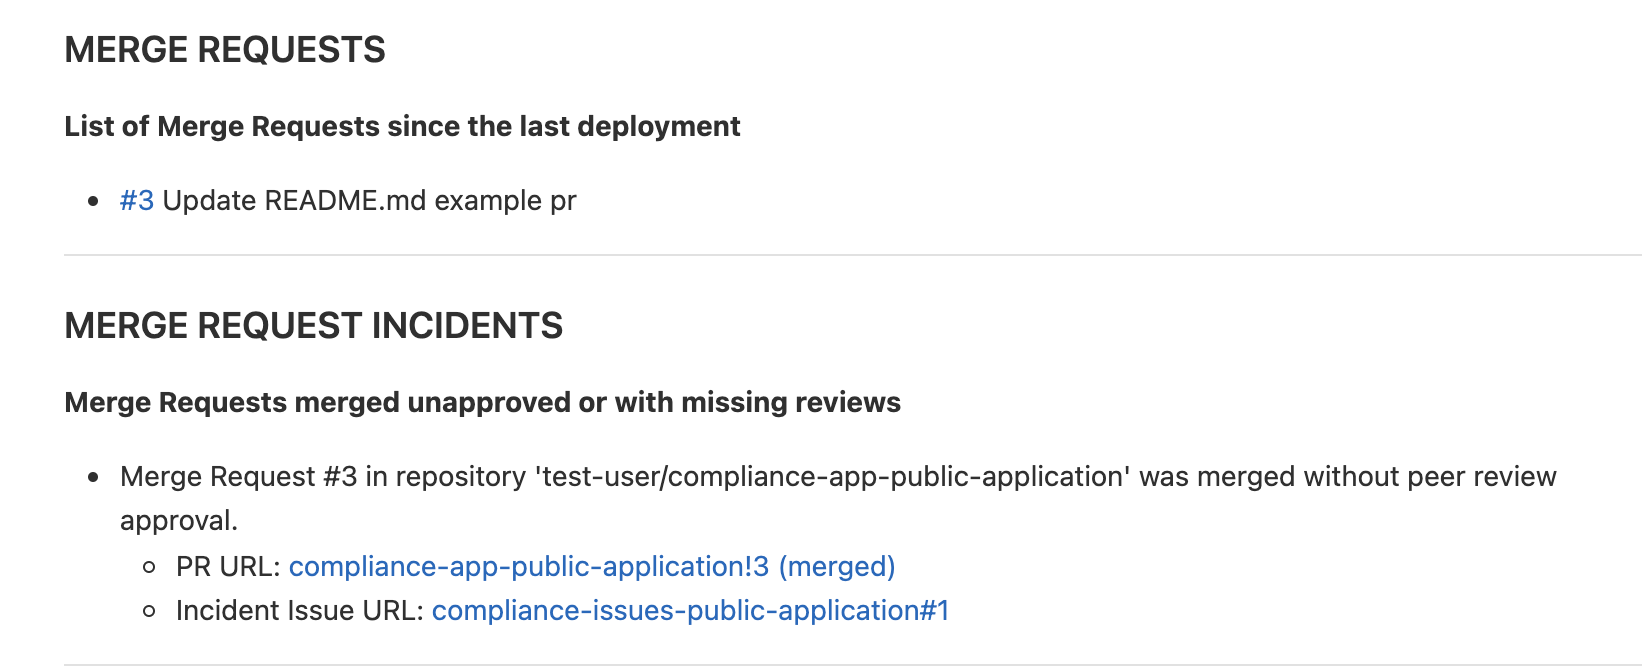 MERGE REQUESTS
List of Merge Requests since the last deployment
#3 Update README.md example pr
MERGE REQUEST INCIDENTS
Merge Requests merged unapproved or with missing reviews
Merge Request #3 in repository 'test-user/compliance-app-public-application' was merged without peer review
approval.
PR URL: compliance-app-public-application!3 (merged)
Incident Issue URL: compliance-issues-public-application#1